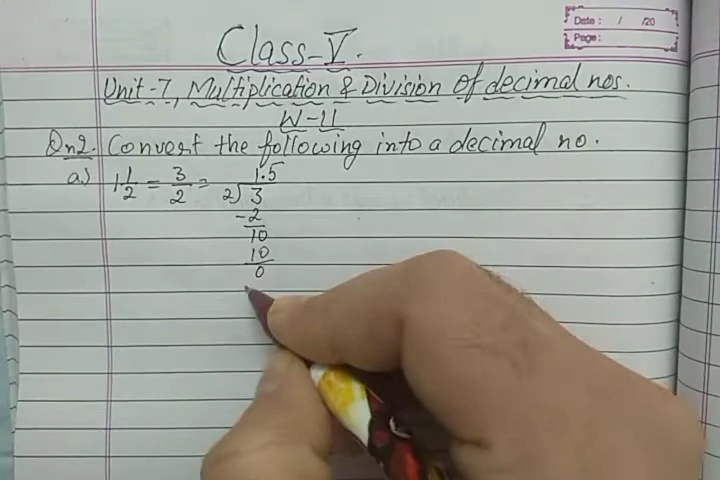 Date : / /20
Page :
Class-V.
Unit-7, Multiplication & Division of decimal nos.
W-11
Qn2. Convert the following into a decimal no.
a) 1 1/2 = 3/2 = 1.5
2) 3
-2
10
10
0